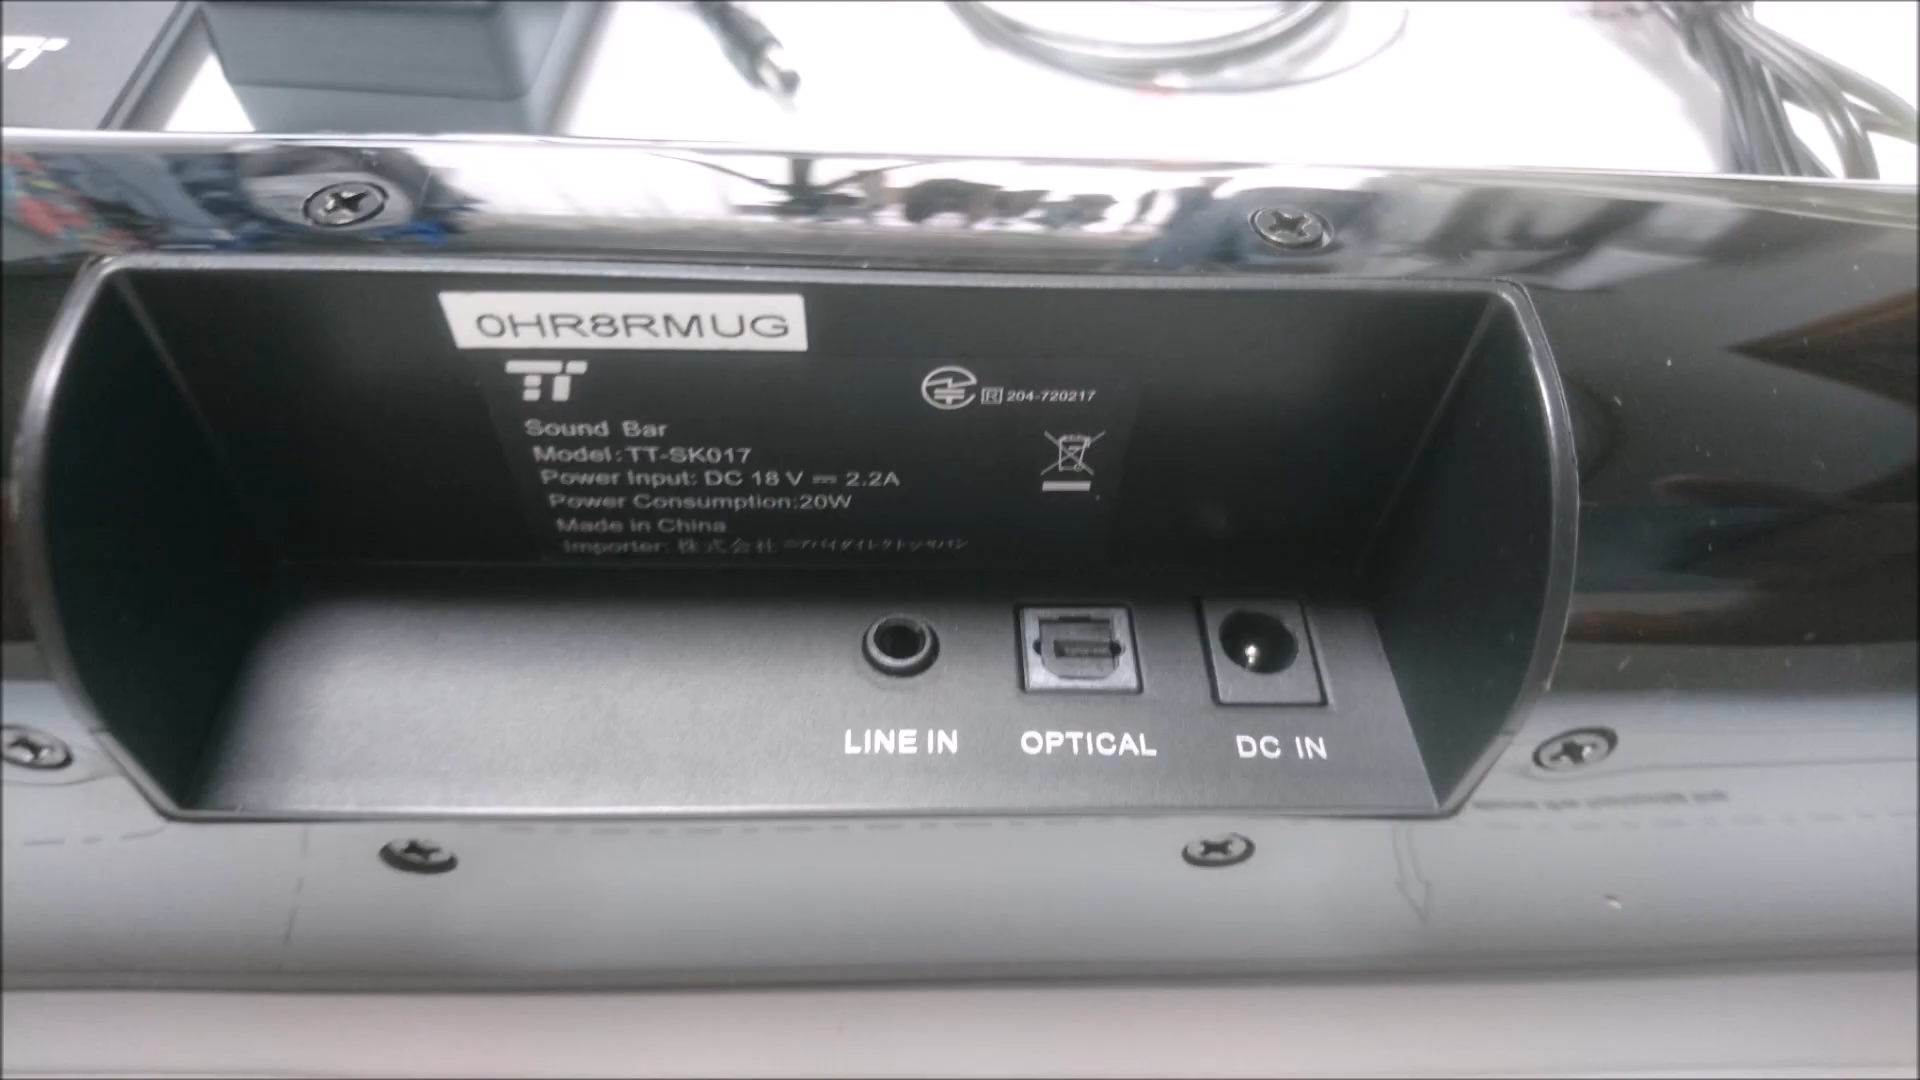 0HR8RMUG
TT
R 204-720217
Sound Bar
Model:TT-SK017
Power Input: DC 18 V ⎓ 2.2A
Power Consumption:20W
Made in China
Importer: 株式会社
LINE IN
OPTICAL
DC IN